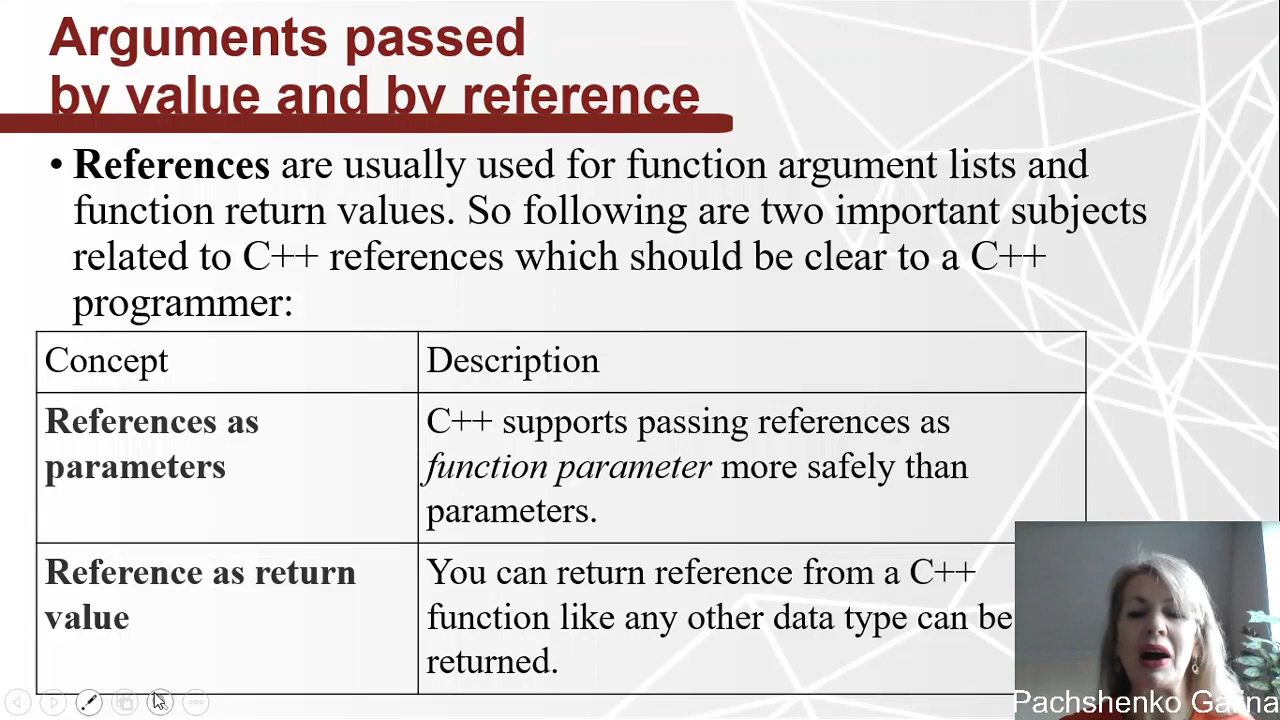 Arguments passed
by value and by reference
• References are usually used for function argument lists and
function return values. So following are two important subjects
related to C++ references which should be clear to a C++
programmer:
Concept
Description
References as
parameters
C++ supports passing references as
function parameter more safely than
parameters.
Reference as return
value
You can return reference from a C++
function like any other data type can be
returned.
Pachshenko Galina